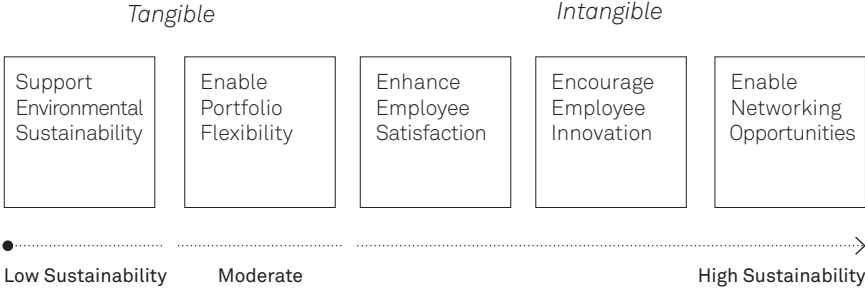 Tangible
Intangible
Support
Environmental
Sustainability
Enable
Portfolio
Flexibility
Enhance
Employee
Satisfaction
Encourage
Employee
Innovation
Enable
Networking
Opportunities
Low Sustainability
Moderate
High Sustainability